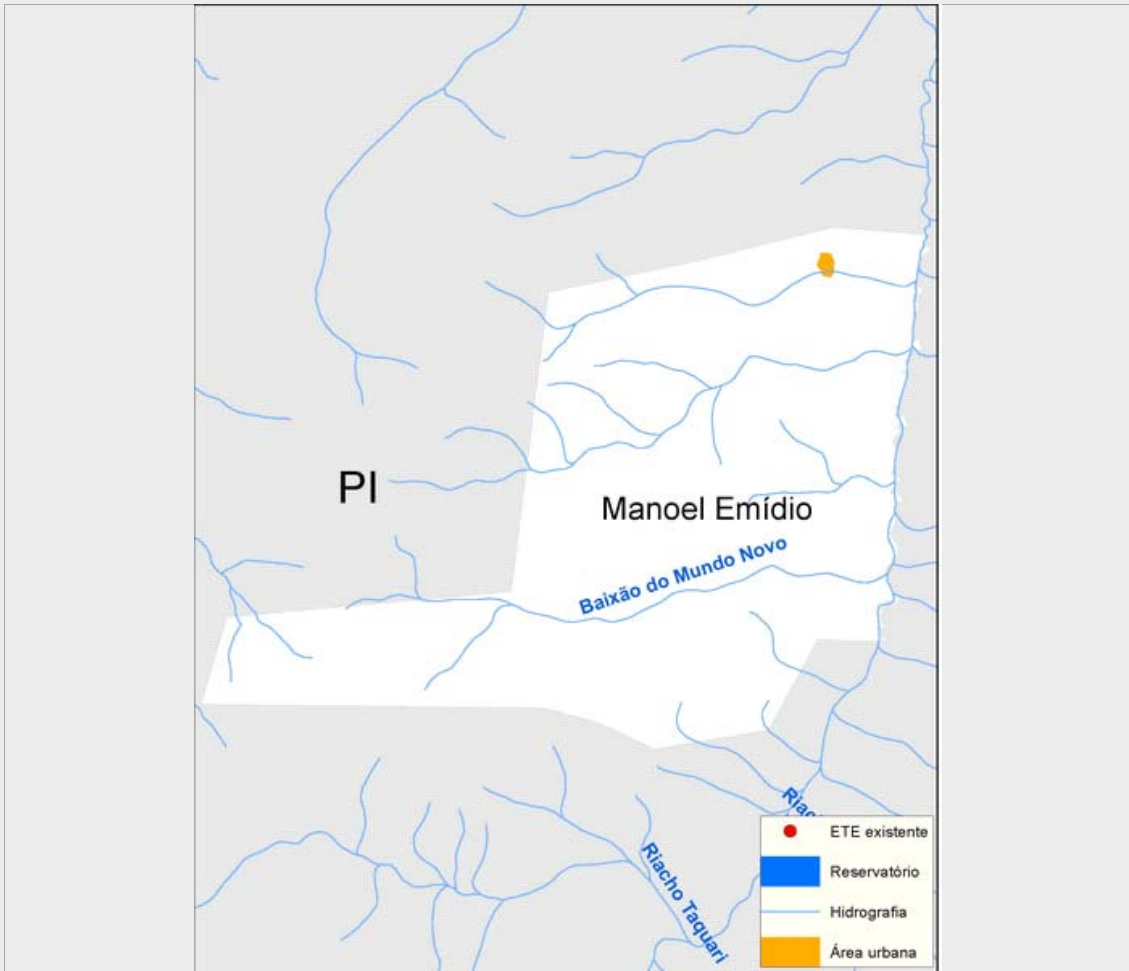 PI
Manoel Emídio
Baixão do Mundo Novo
Riacho Taquari
ETE existente
Reservatório
Hidrografia
Área urbana